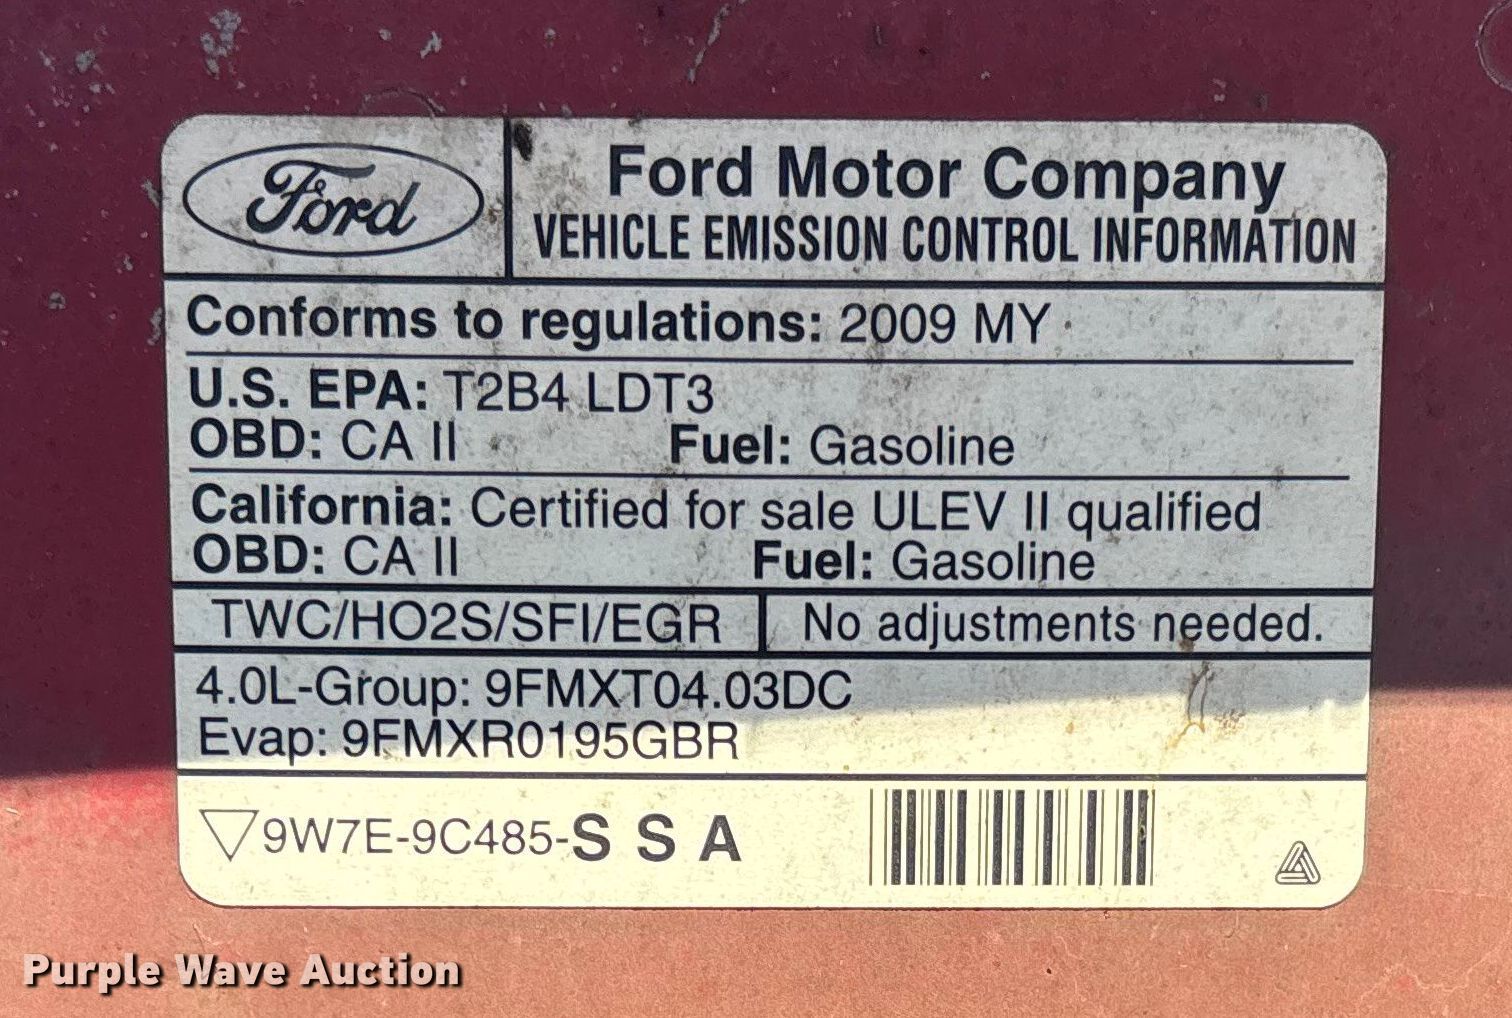 Ford
Ford Motor Company
VEHICLE EMISSION CONTROL INFORMATION
Conforms to regulations: 2009 MY
U.S. EPA: T2B4 LDT3
OBD: CA II Fuel: Gasoline
California: Certified for sale ULEV II qualified
OBD: CA II Fuel: Gasoline
TWC/HO2S/SFI/EGR No adjustments needed.
4.0L-Group: 9FMXT04.03DC
Evap: 9FMXR0195GBR
9W7E-9C485-S S A
Purple Wave Auction